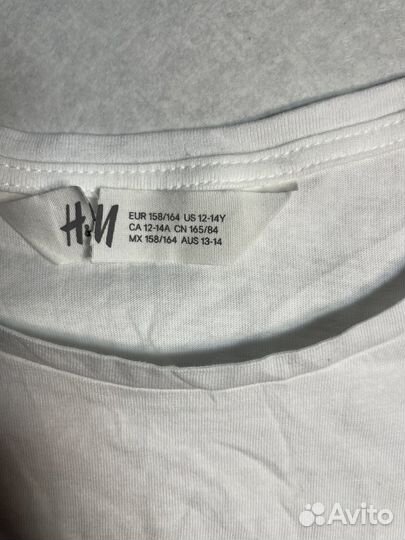 H&M
EUR 158/164 US 12-14Y
CA 12-14A CN 165/84
MX 158/164 AUS 13-14
Avito